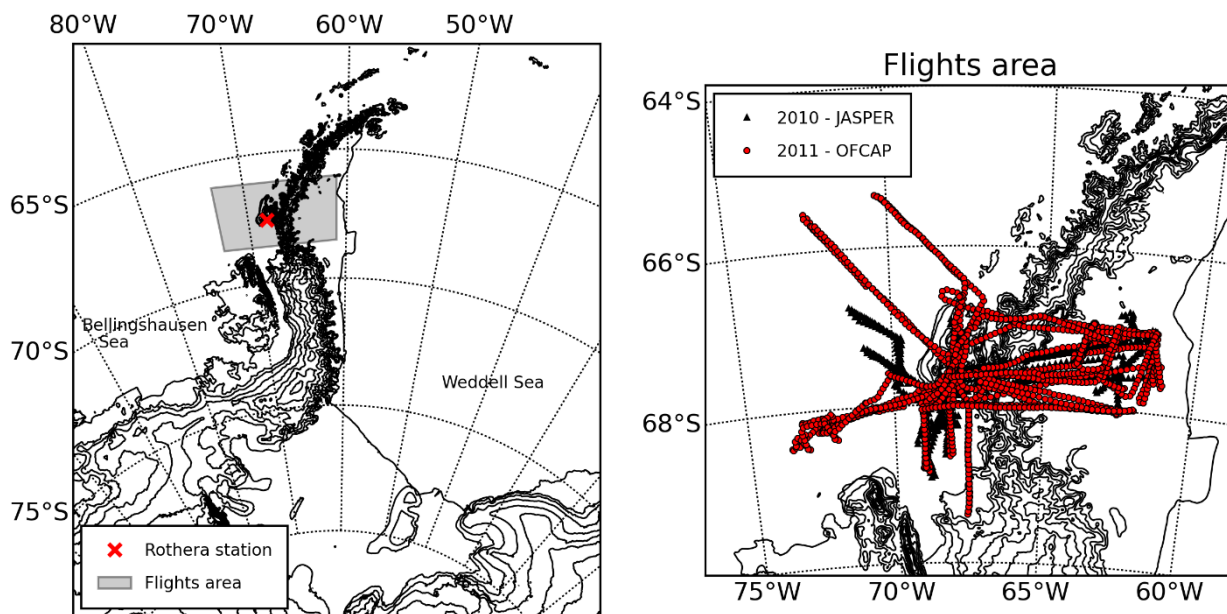 80°W 70°W 60°W 50°W
65°S
70°S
75°S
Bellingshausen
Sea
Weddell Sea
Rothera station
Flights area
Flights area
2010 - JASPER
2011 - OFCAP
64°S
66°S
68°S
75°W 70°W 65°W 60°W